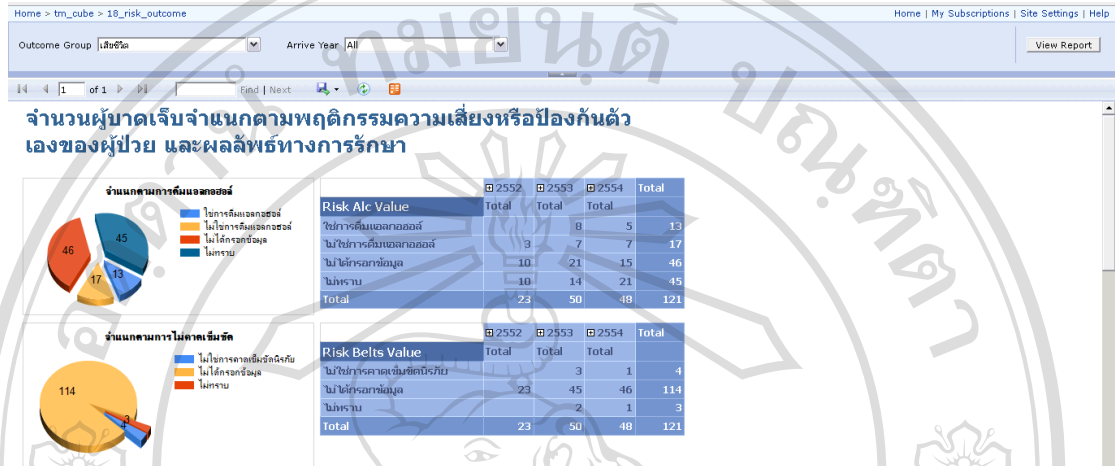 Home > tm_cube > 18_risk_outcome
Home | My Subscriptions | Site Settings | Help
Outcome Group เสียชีวิต Arrive Year All View Report
1 of 1 Find | Next
จำนวนผู้บาดเจ็บจำแนกตามพฤติกรรมความเสี่ยงหรือป้องกันตัว
เองของผู้ป่วย และผลลัพธ์ทางการรักษา
จำแนกตามการดื่มแอลกอฮอล์
ใช่การดื่มแอลกอฮอล์
ไม่ใช่การดื่มแอลกอฮอล์
ไม่ได้กรอกข้อมูล
ไม่ทราบ
46
45
17
13
2552 2553 2554 Total
Risk Alc Value Total Total Total
ใช่การดื่มแอลกอฮอล์ 8 5 13
ไม่ใช่การดื่มแอลกอฮอล์ 3 7 7 17
ไม่ได้กรอกข้อมูล 10 21 15 46
ไม่ทราบ 10 14 21 45
Total 23 50 48 121
จำแนกตามการไม่คาดเข็มขัด
ไม่ใช่การคาดเข็มขัดนิรภัย
ไม่ได้กรอกข้อมูล
ไม่ทราบ
114
3
4
2552 2553 2554 Total
Risk Belts Value Total Total Total
ไม่ใช่การคาดเข็มขัดนิรภัย 3 1 4
ไม่ได้กรอกข้อมูล 23 45 46 114
ไม่ทราบ 2 1 3
Total 23 50 48 121